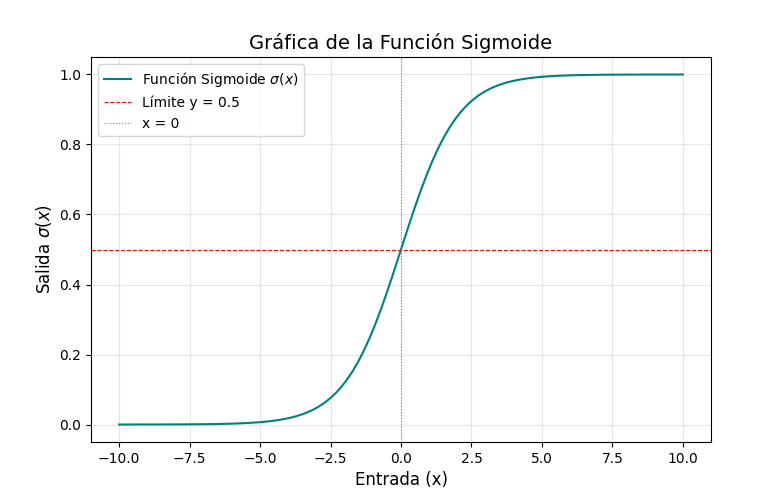 Gráfica de la Función Sigmoide
Función Sigmoide σ(x)
Límite y = 0.5
x = 0
1.0
0.8
0.6
0.4
0.2
0.0
Salida σ(x)
−10.0 −7.5 −5.0 −2.5 0.0 2.5 5.0 7.5 10.0
Entrada (x)